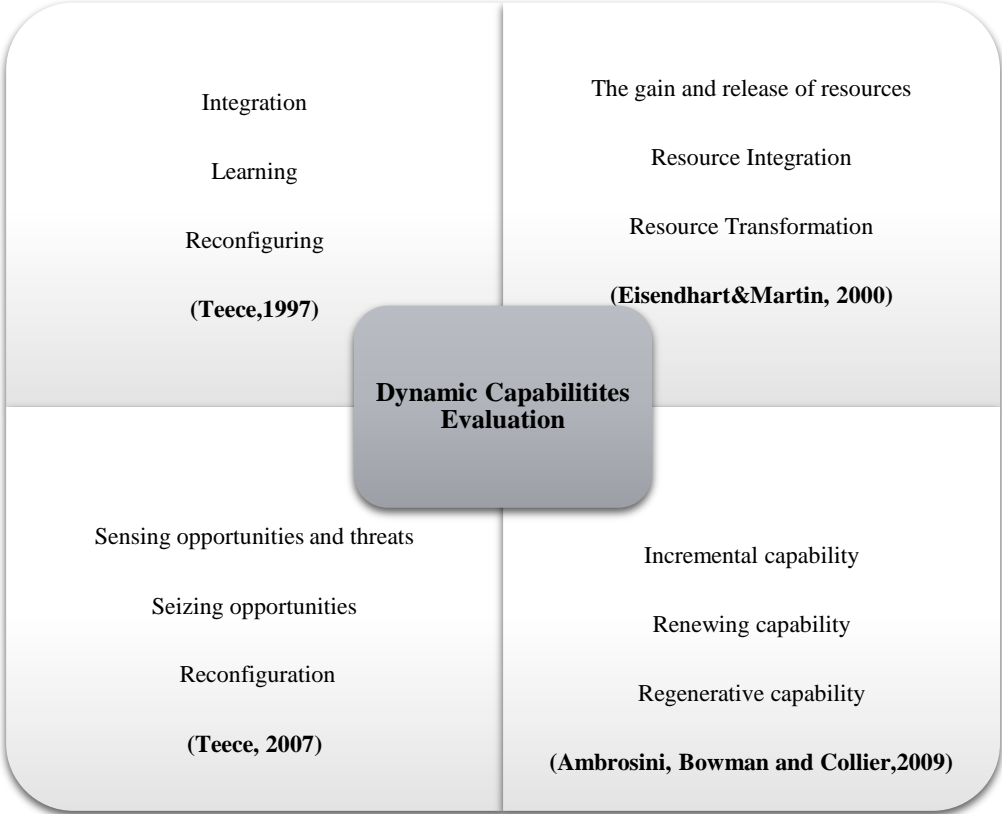 Integration
Learning
Reconfiguring
(Teece,1997)
The gain and release of resources
Resource Integration
Resource Transformation
(Eisendhart&Martin, 2000)
Dynamic Capabilitites
Evaluation
Sensing opportunities and threats
Seizing opportunities
Reconfiguration
(Teece, 2007)
Incremental capability
Renewing capability
Regenerative capability
(Ambrosini, Bowman and Collier,2009)